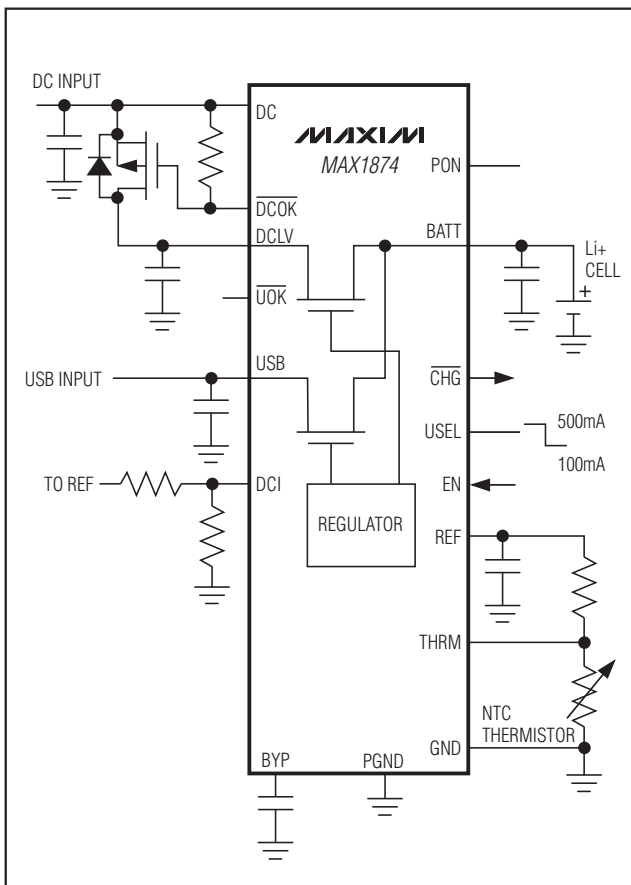 DC INPUT
DC
MAXIM
MAX1874
PON
DCOK
DCLV
BATT
Li+
CELL
+
UOK
USB
USB INPUT
CHG
500mA
USEL
100mA
TO REF
DCI
EN
REGULATOR
REF
THRM
NTC
THERMISTOR
GND
BYP
PGND